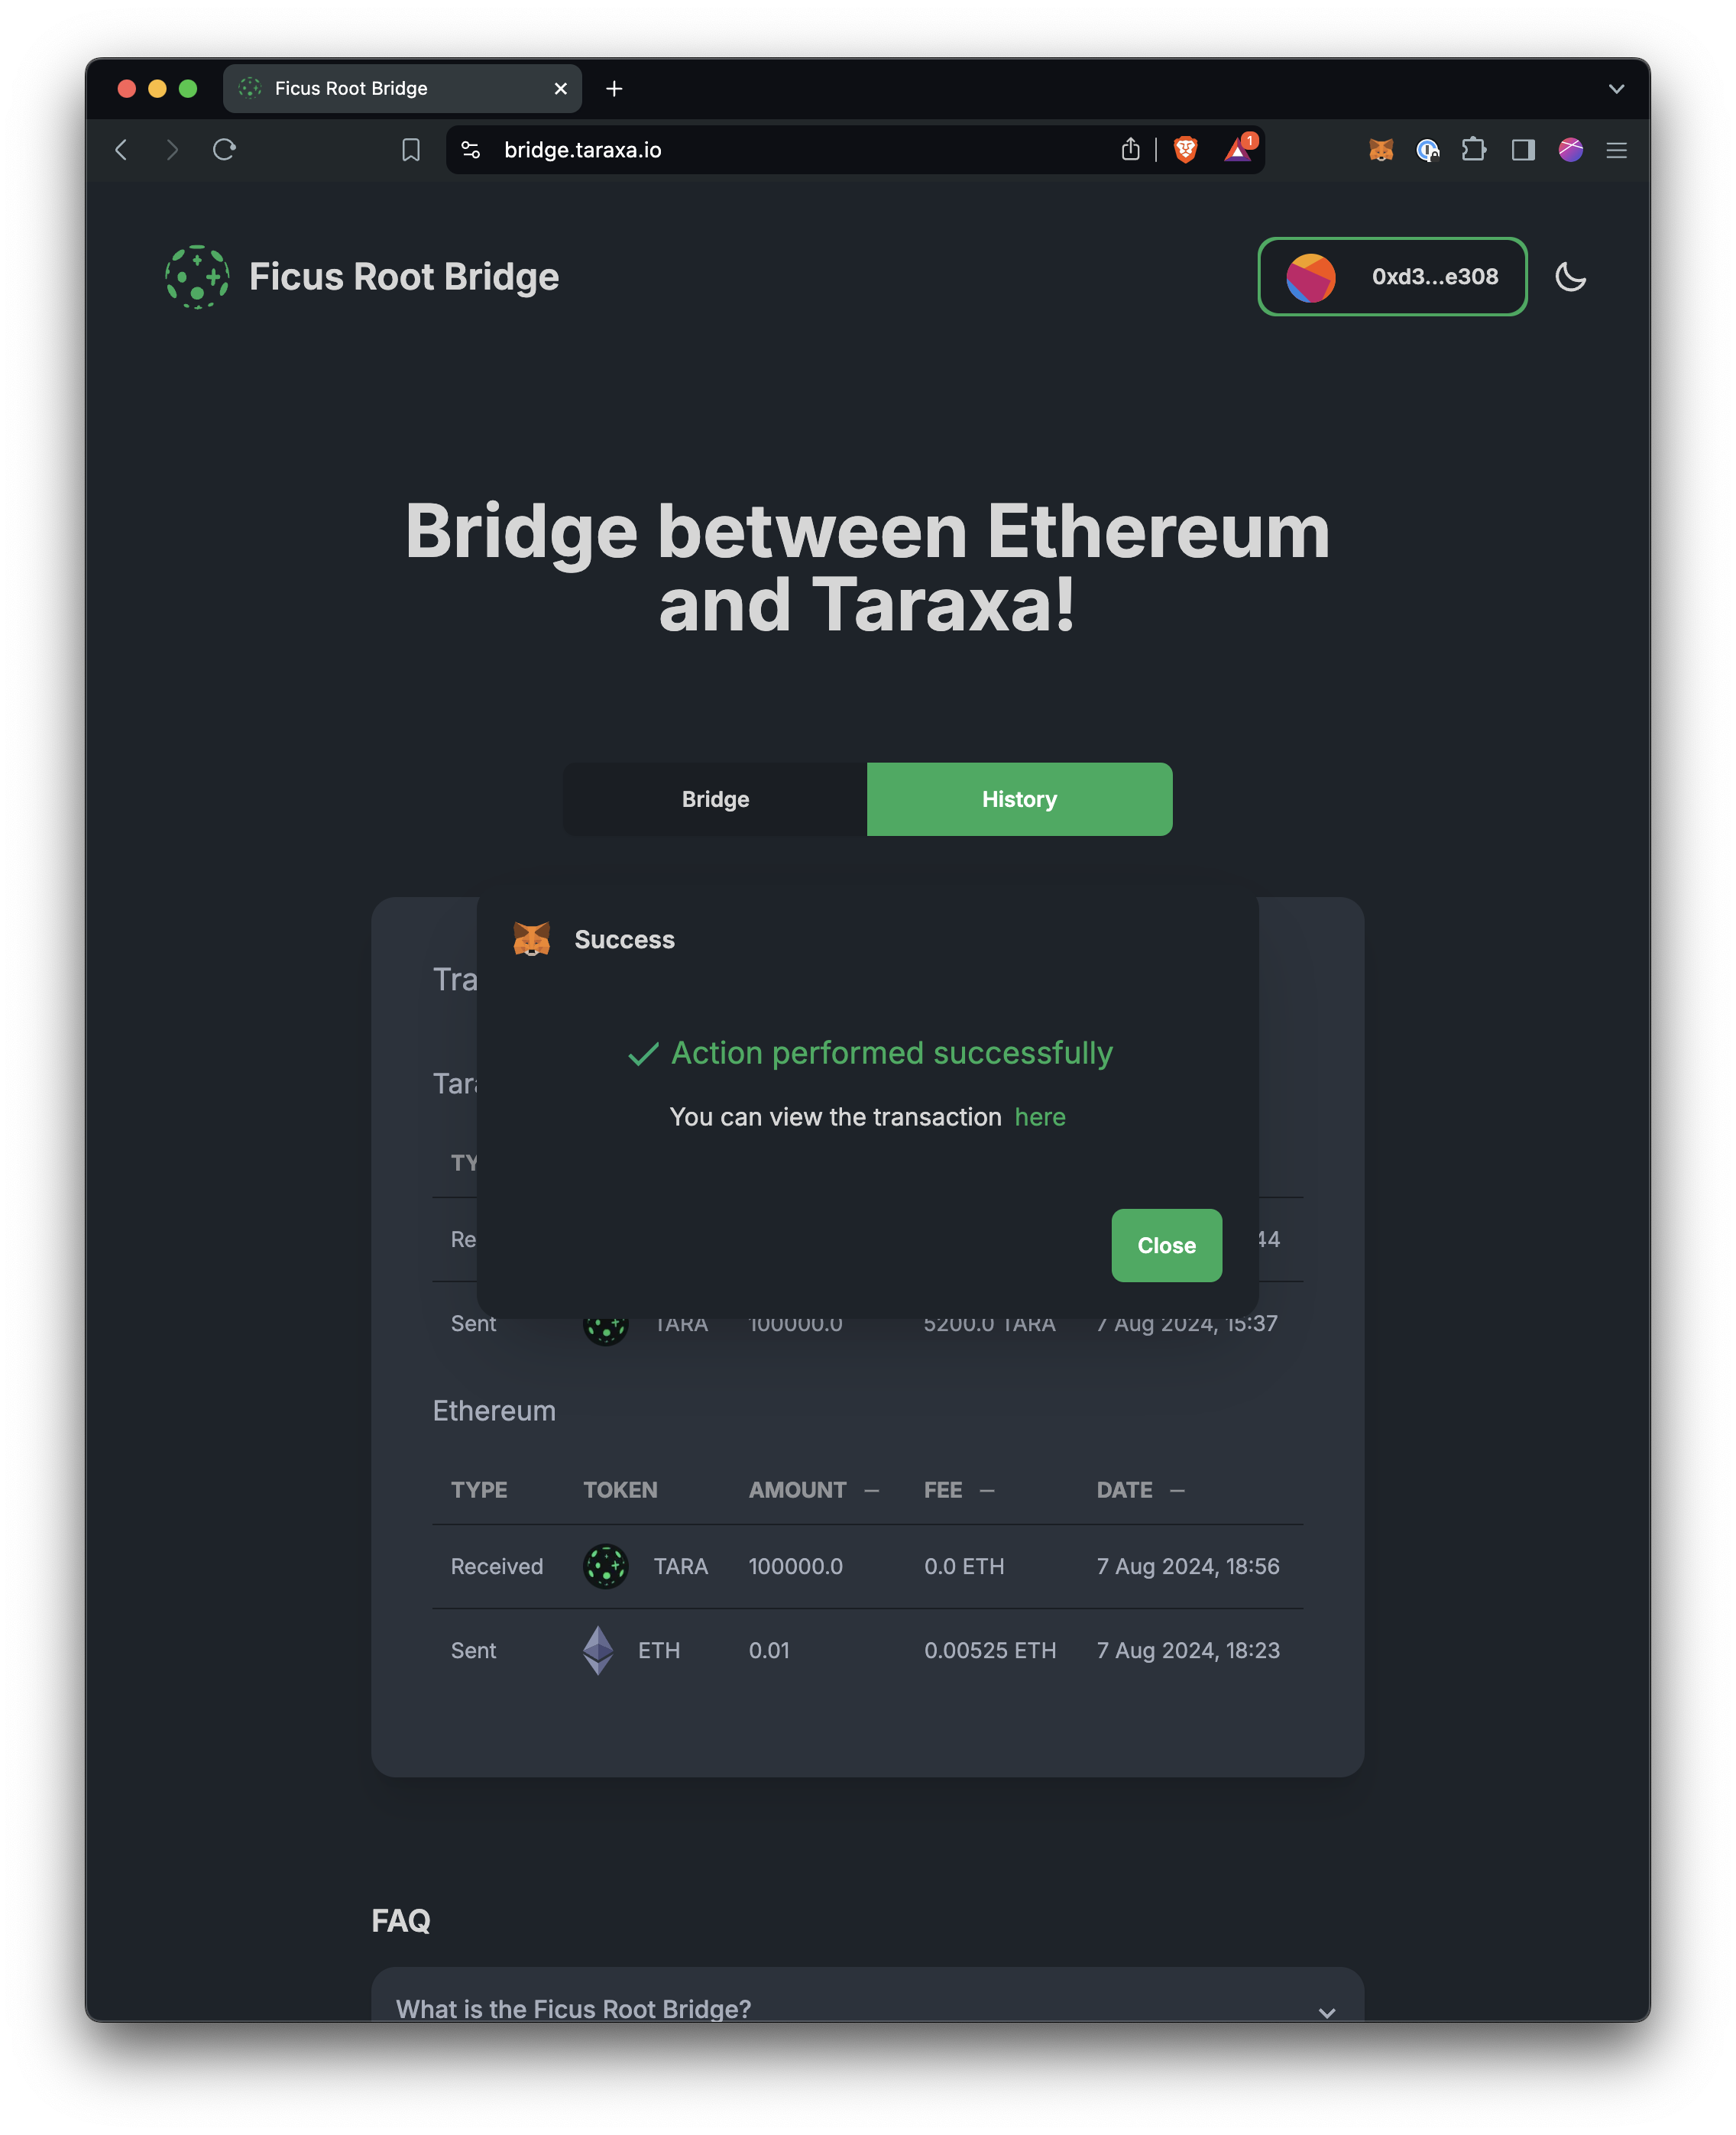 Ficus Root Bridge
bridge.taraxa.io
1
Ficus Root Bridge
0xd3...e308
Bridge between Ethereum
and Taraxa!
Bridge History
Success
Tra
Action performed successfully
Tara
You can view the transaction here
TY
Re 44
Close
Sent TARA 100000.0 5200.0 TARA 7 Aug 2024, 15:37
Ethereum
TYPE TOKEN AMOUNT — FEE — DATE —
Received TARA 100000.0 0.0 ETH 7 Aug 2024, 18:56
Sent ETH 0.01 0.00525 ETH 7 Aug 2024, 18:23
FAQ
What is the Ficus Root Bridge?